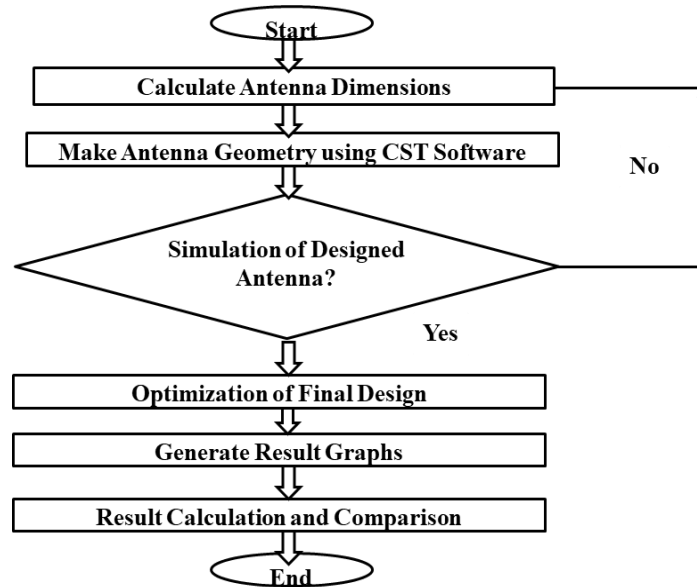 Start
Calculate Antenna Dimensions
Make Antenna Geometry using CST Software
No
Simulation of Designed
Antenna?
Yes
Optimization of Final Design
Generate Result Graphs
Result Calculation and Comparison
End